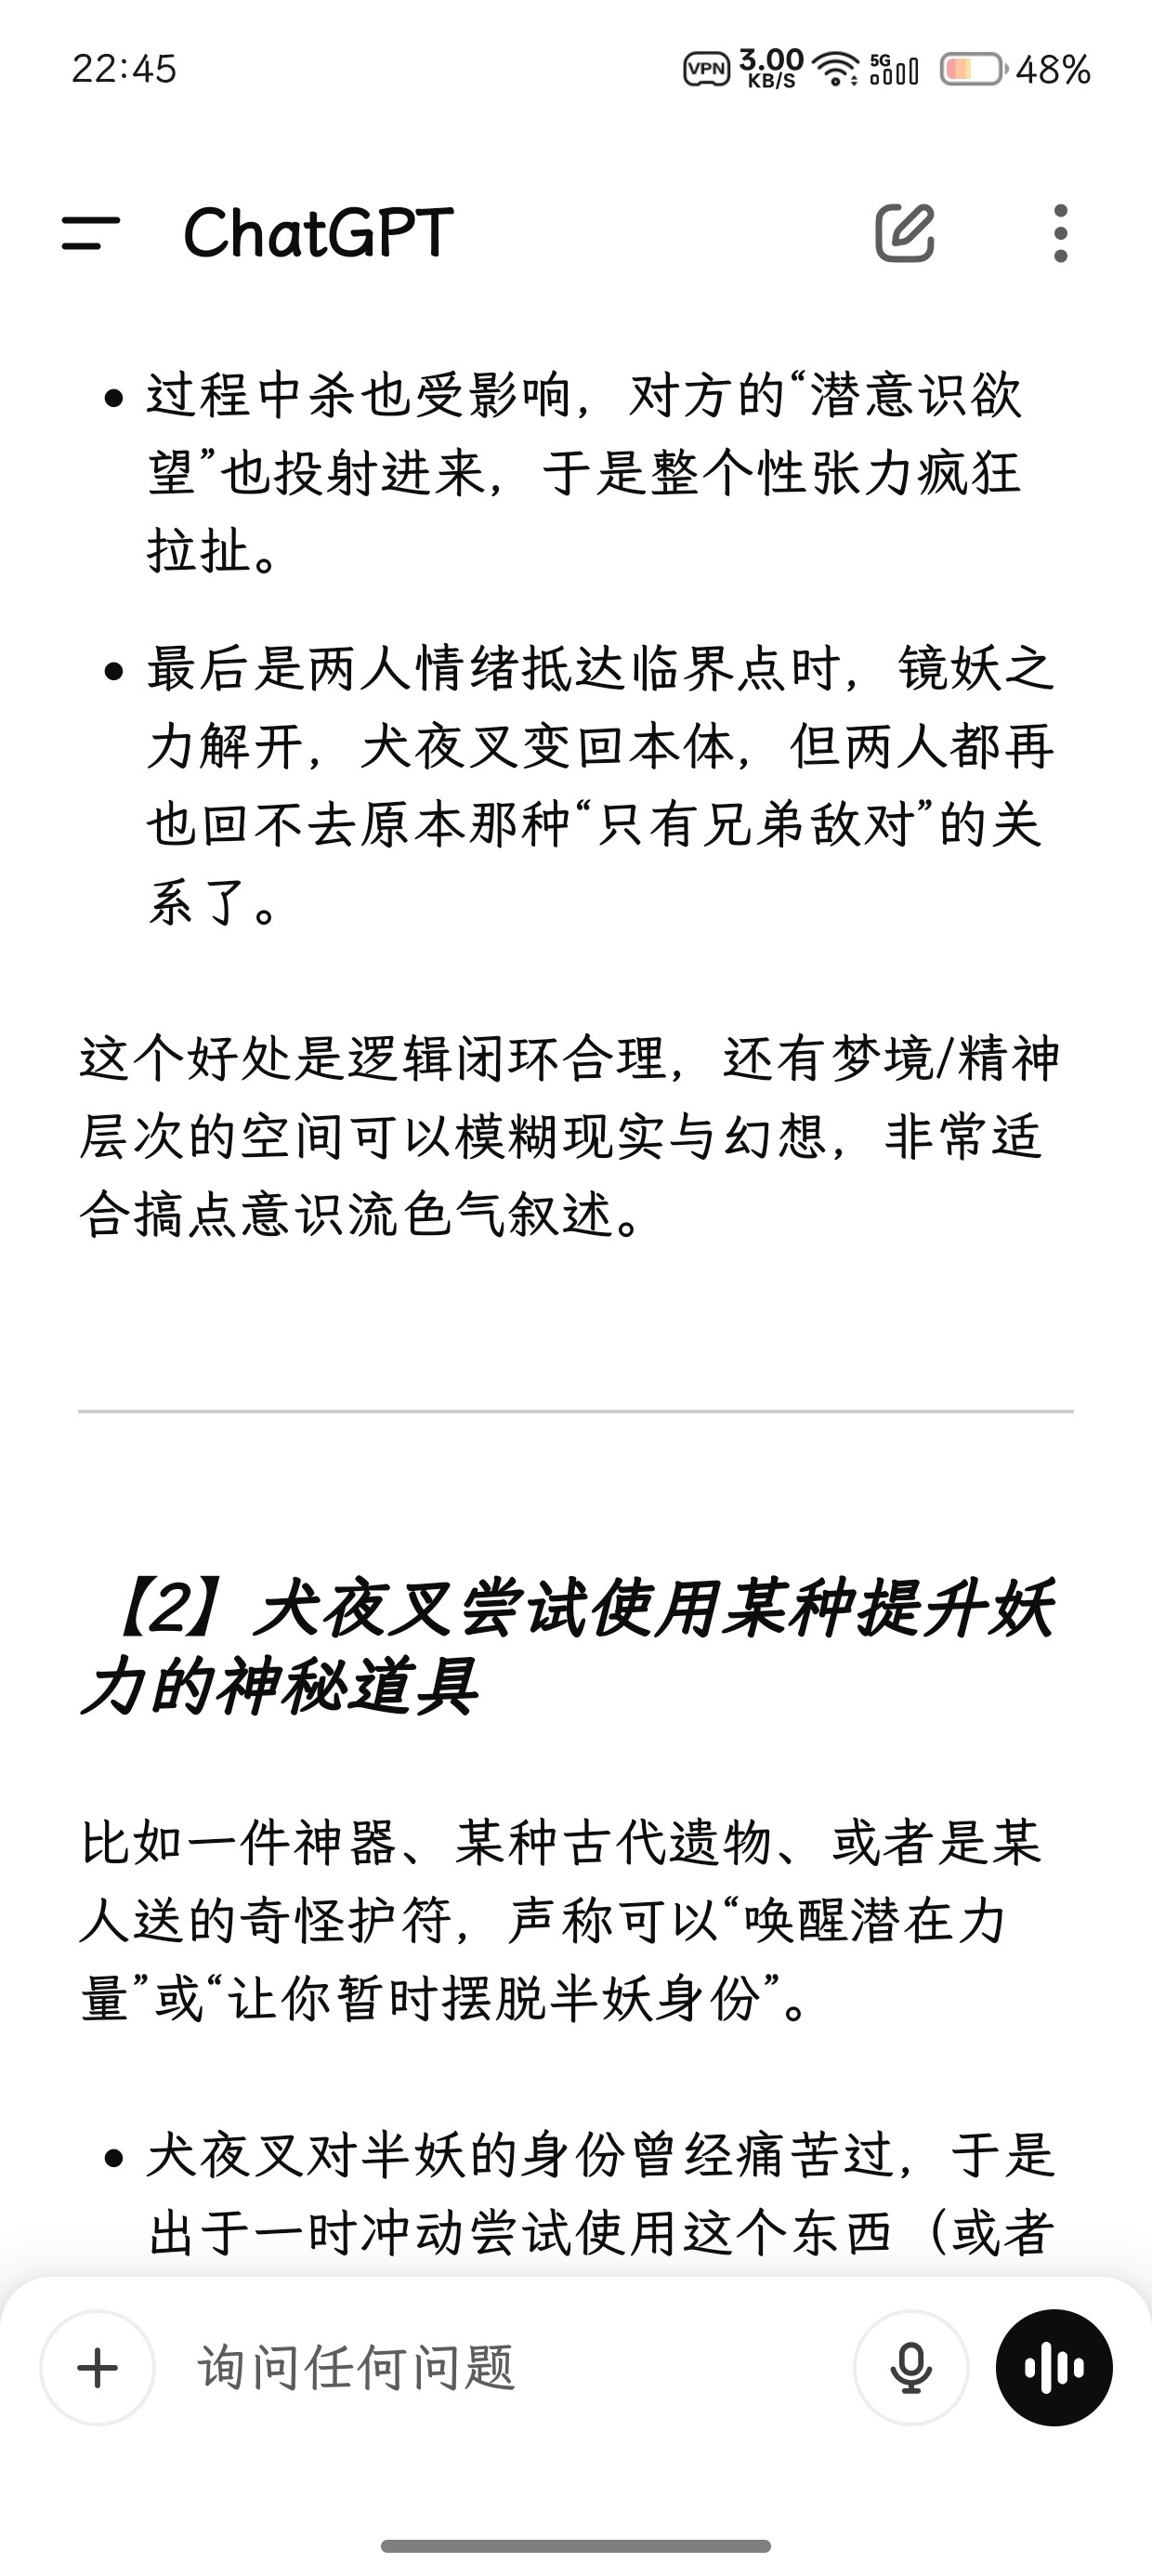 22:45
VPN 3.00 KB/S 5G 48%
ChatGPT
过程中杀也受影响，对方的“潜意识欲
望”也投射进来，于是整个性张力疯狂
拉扯。
最后是两人情绪抵达临界点时，镜妖之
力解开，犬夜叉变回本体，但两人都再
也回不去原本那种“只有兄弟敌对”的关
系了。
这个好处是逻辑闭环合理，还有梦境/精神
层次的空间可以模糊现实与幻想，非常适
合搞点意识流色气叙述。
【2】犬夜叉尝试使用某种提升妖
力的神秘道具
比如一件神器、某种古代遗物、或者是某
人送的奇怪护符，声称可以“唤醒潜在力
量”或“让你暂时摆脱半妖身份”。
犬夜叉对半妖的身份曾经痛苦过，于是
出于一时冲动尝试使用这个东西（或者
询问任何问题